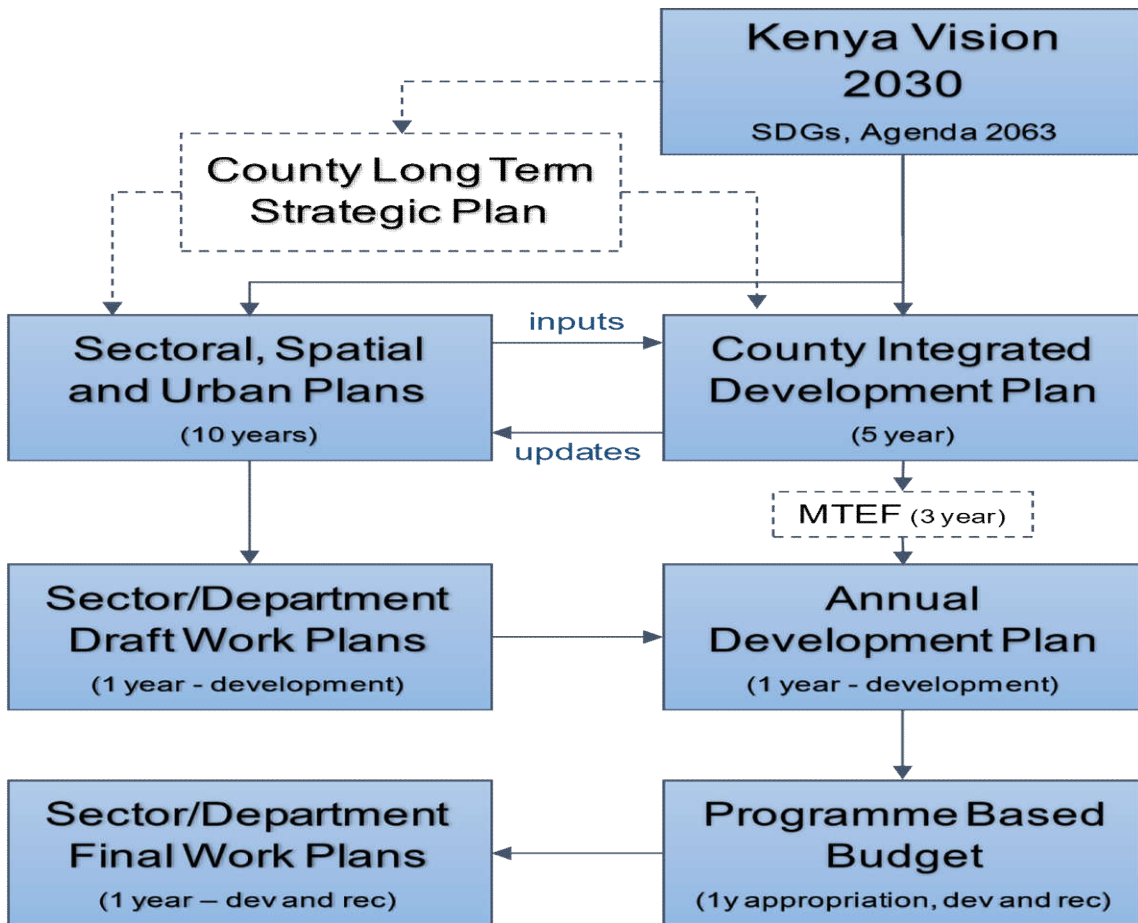 Kenya Vision
2030
SDGs, Agenda 2063
County Long Term
Strategic Plan
Sectoral, Spatial
and Urban Plans
(10 years)
inputs
updates
County Integrated
Development Plan
(5 year)
MTEF (3 year)
Sector/Department
Draft Work Plans
(1 year - development)
Annual
Development Plan
(1 year - development)
Sector/Department
Final Work Plans
(1 year – dev and rec)
Programme Based
Budget
(1y appropriation, dev and rec)